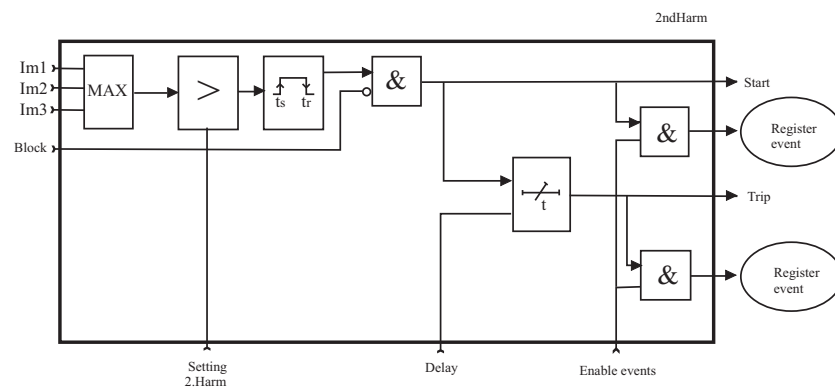 2ndHarm
Im1
Im2
Im3
MAX
>
ts tr
&
Start
Block
&
Register
event
t
Trip
&
Register
event
Setting
2.Harm
Delay
Enable events